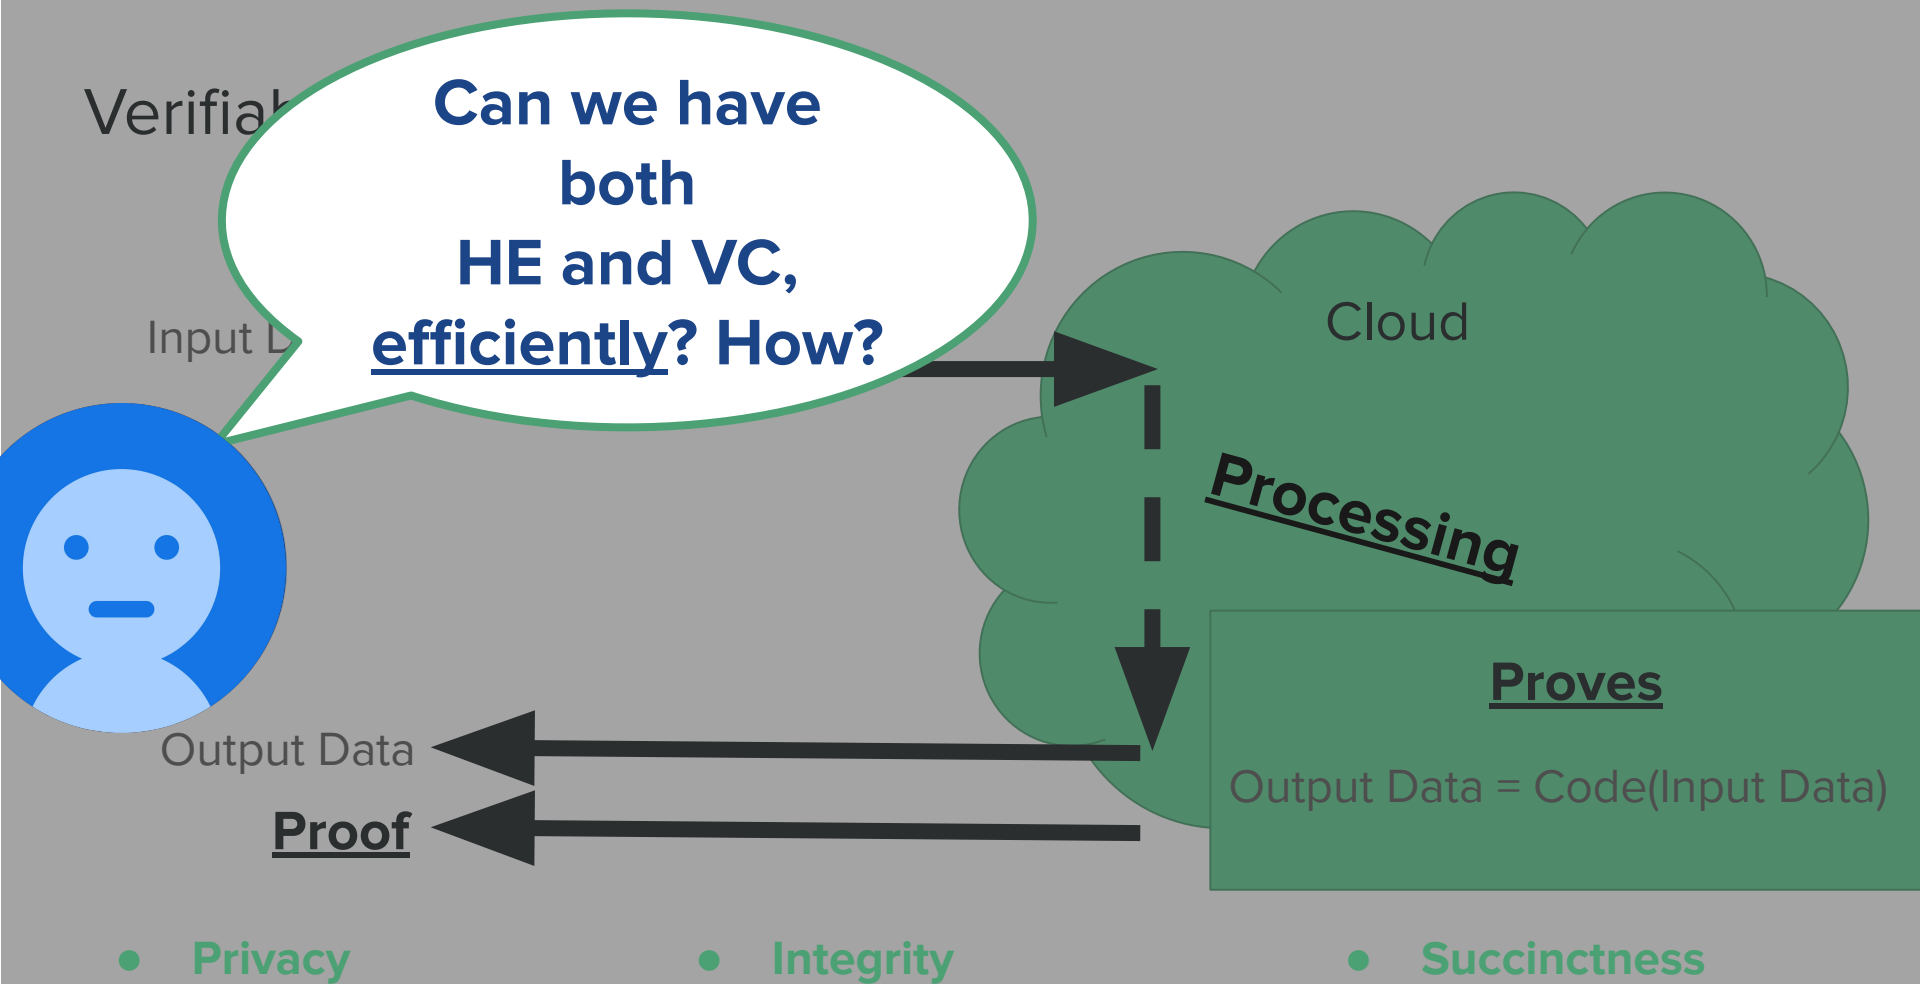 Verifiab
Can we have
both
HE and VC,
efficiently? How?
Input D
Cloud
Processing
Proves
Output Data = Code(Input Data)
Output Data
Proof
● Privacy
● Integrity
● Succinctness